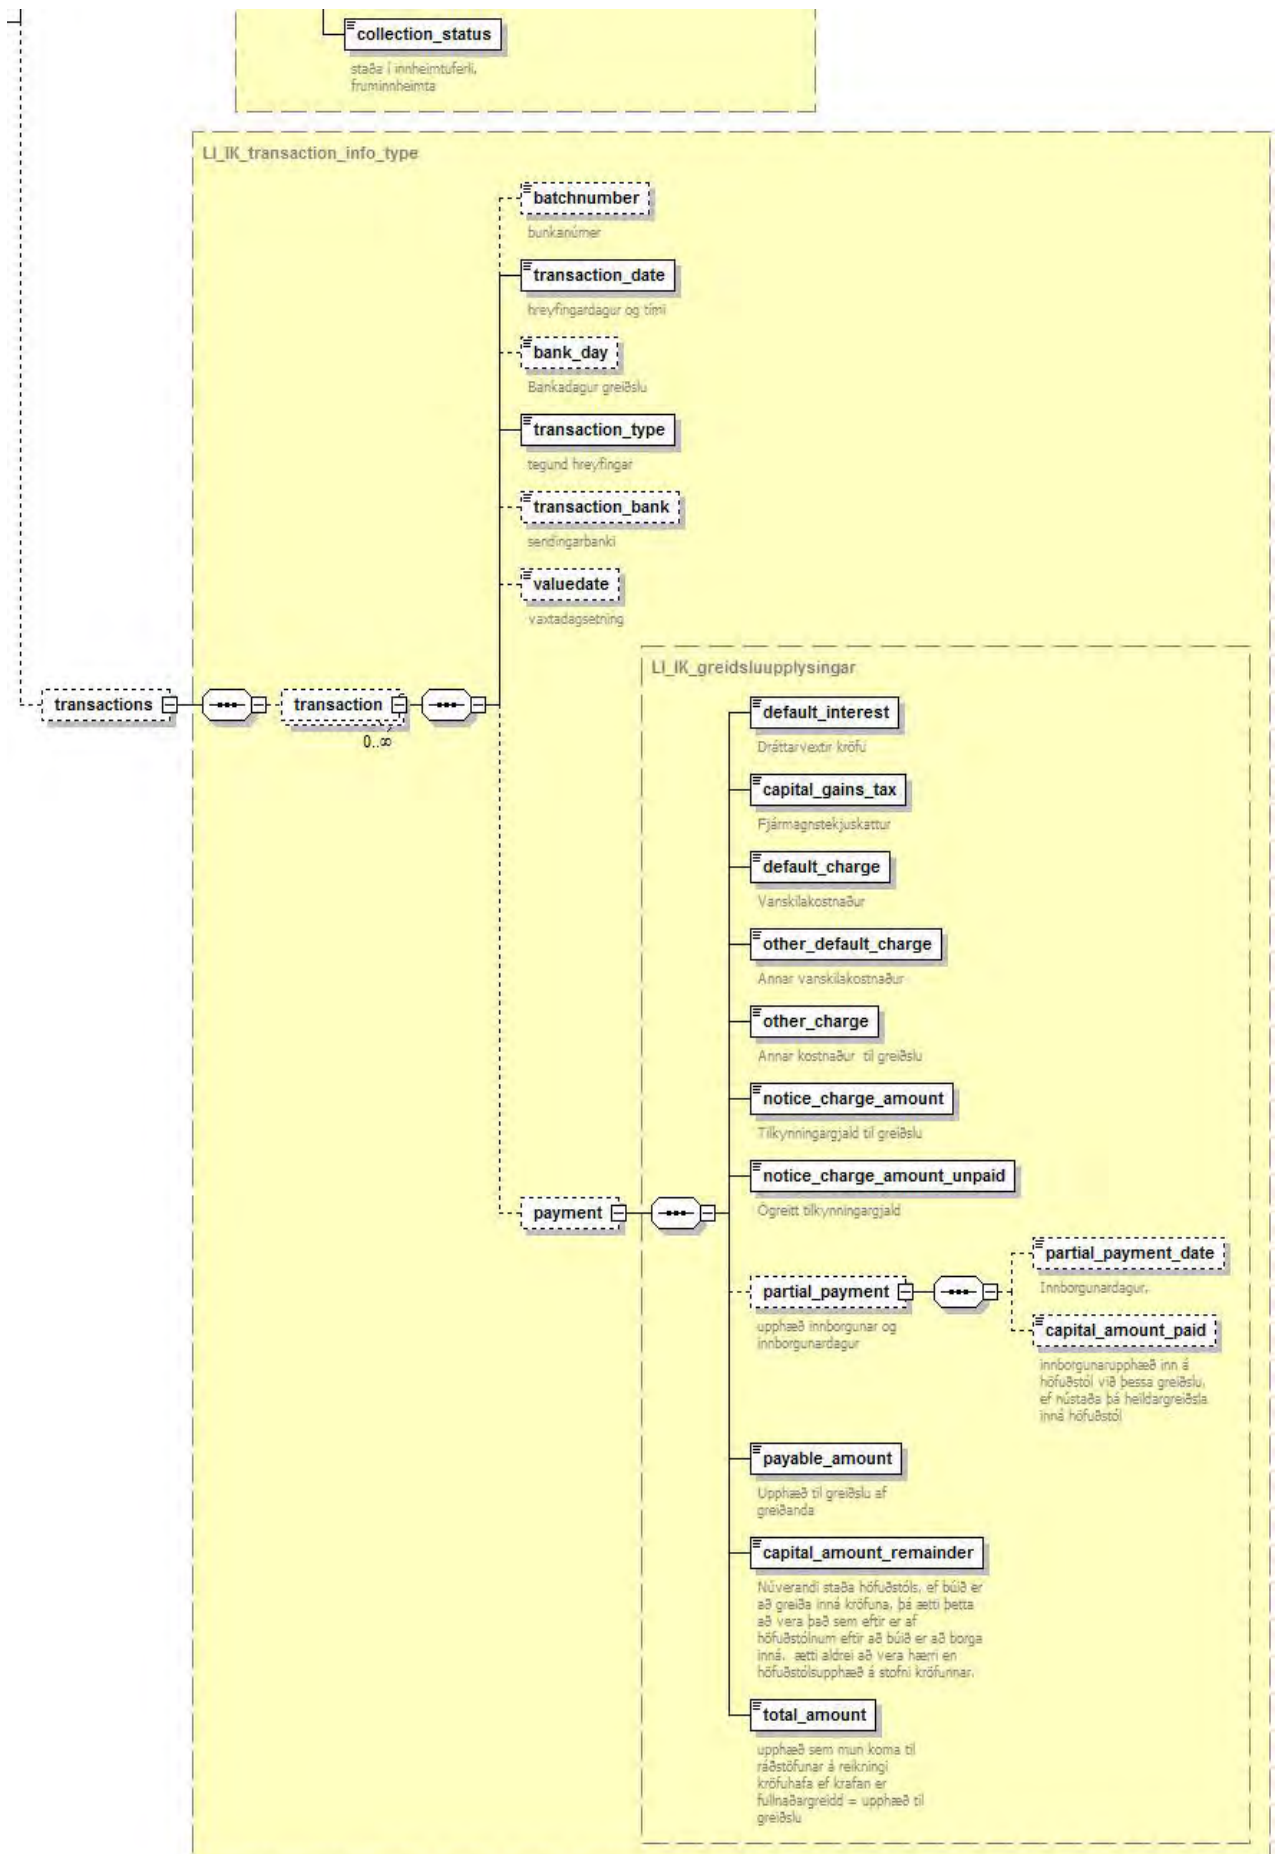 collection_status
staða í innheimtuferli,
fruminnheimta
LI_IK_transaction_info_type
batchnumber
bunkanúmer
transaction_date
hreyfingardagur og tími
bank_day
Bankadagur greiðslu
transaction_type
tegund hreyfingar
transaction_bank
sendingarbanki
valuedate
vaxtadagsetning
LI_IK_greidsluupplysingar
transactions
transaction
0..∞
default_interest
Dráttarvextir kröfu
capital_gains_tax
Fjármagnstekjuskattur
default_charge
Vanskilakostnaður
other_default_charge
Annar vanskilakostnaður
other_charge
Annar kostnaður til greiðslu
notice_charge_amount
Tilkynningargjald til greiðslu
notice_charge_amount_unpaid
Ógreitt tilkynningargjald
payment
partial_payment
upphæð innborgunar og
innborgunardagur
partial_payment_date
Innborgunardagur,
capital_amount_paid
innborgunarupphæð inn á
höfuðstól við þessa greiðslu,
ef nústaða þá heildargreiðsla
inná höfuðstól
payable_amount
Upphæð til greiðslu af
greiðanda
capital_amount_remainder
Núverandi staða höfuðstóls, ef búið er
að greiða inná kröfuna, þá ætti þetta
að vera það sem eftir er af
höfuðstólnum eftir að búið er að borga
inná, ætti aldrei að vera hærri en
höfuðstólsupphæð á stofni kröfunnar.
total_amount
upphæð sem mun koma til
ráðstöfunar á reikningi
kröfuhafa ef krafan er
fullnaðargreidd = upphæð til
greiðslu